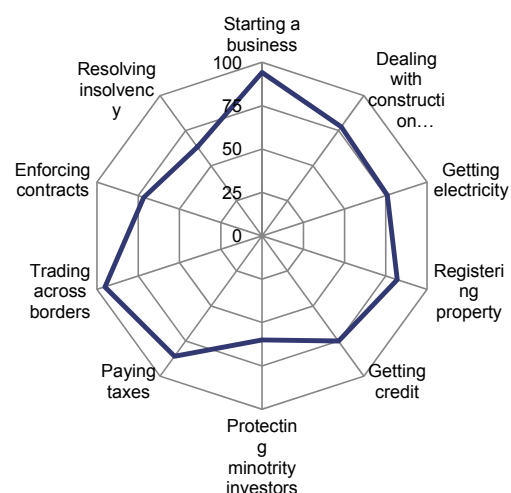 Starting a
business
Dealing
with
constructi
on…
Getting
electricity
Registeri
ng
property
Getting
credit
Protectin
g
minotrity
investors
Paying
taxes
Trading
across
borders
Enforcing
contracts
Resolving
insolvenc
y
100
75
50
25
0